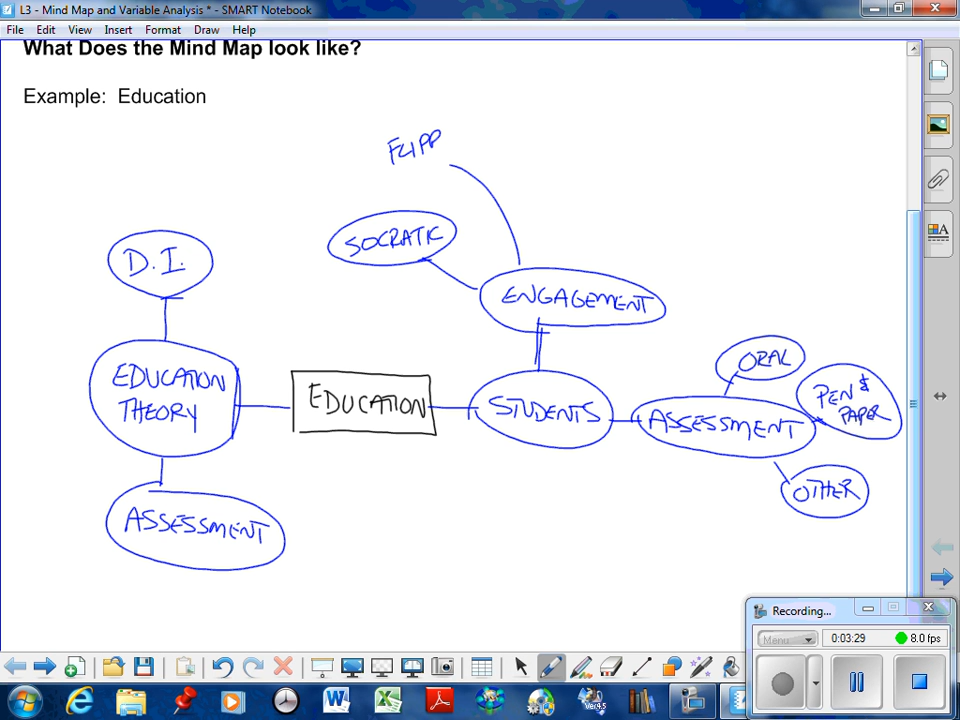 L3 - Mind Map and Variable Analysis * - SMART Notebook
File Edit View Insert Format Draw Help
What Does the Mind Map look like?
Example: Education
FLIPP
SOCRATIC
D.I.
ENGAGEMENT
ORAL
EDUCATION
THEORY
EDUCATION
STUDENTS
ASSESSMENT
PEN &
PAPER
OTHER
ASSESSMENT
Recording...
Menu
0:03:29
8.0 fps
Ver4.5